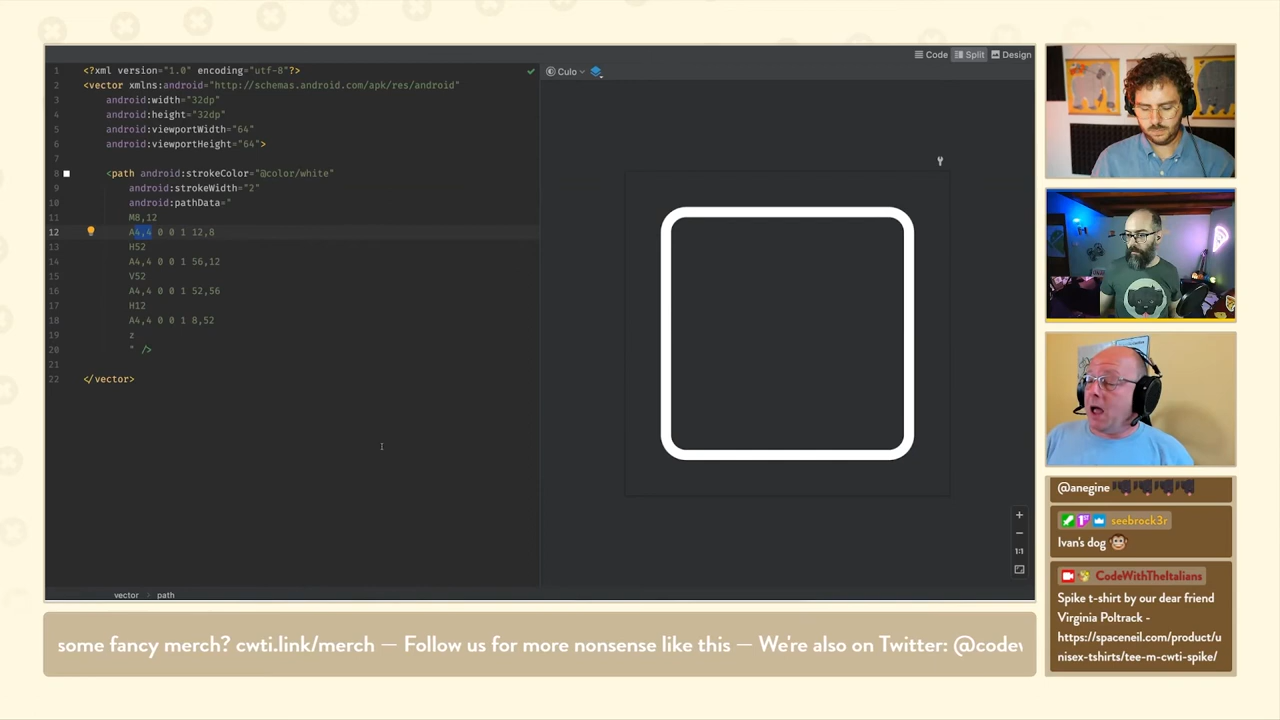 Code Split Design
Culo
1 <?xml version="1.0" encoding="utf-8"?>
2 <vector xmlns:android="http://schemas.android.com/apk/res/android"
3 android:width="32dp"
4 android:height="32dp"
5 android:viewportWidth="64"
6 android:viewportHeight="64">
7
8 <path android:strokeColor="@color/white"
9 android:strokeWidth="2"
10 android:pathData="
11 M8,12
12 A4,4 0 0 1 12,8
13 H52
14 A4,4 0 0 1 56,12
15 V52
16 A4,4 0 0 1 52,56
17 H12
18 A4,4 0 0 1 8,52
19 z
20 " />
21
22 </vector>
1:1
vector > path
@anegine
seebrock3r
Ivan's dog
CodeWithTheItalians
Spike t-shirt by our dear friend
Virginia Poltrack -
https://spaceneil.com/product/u
nisex-tshirts/tee-m-cwti-spike/
some fancy merch? cwti.link/merch — Follow us for more nonsense like this — We're also on Twitter: @codev